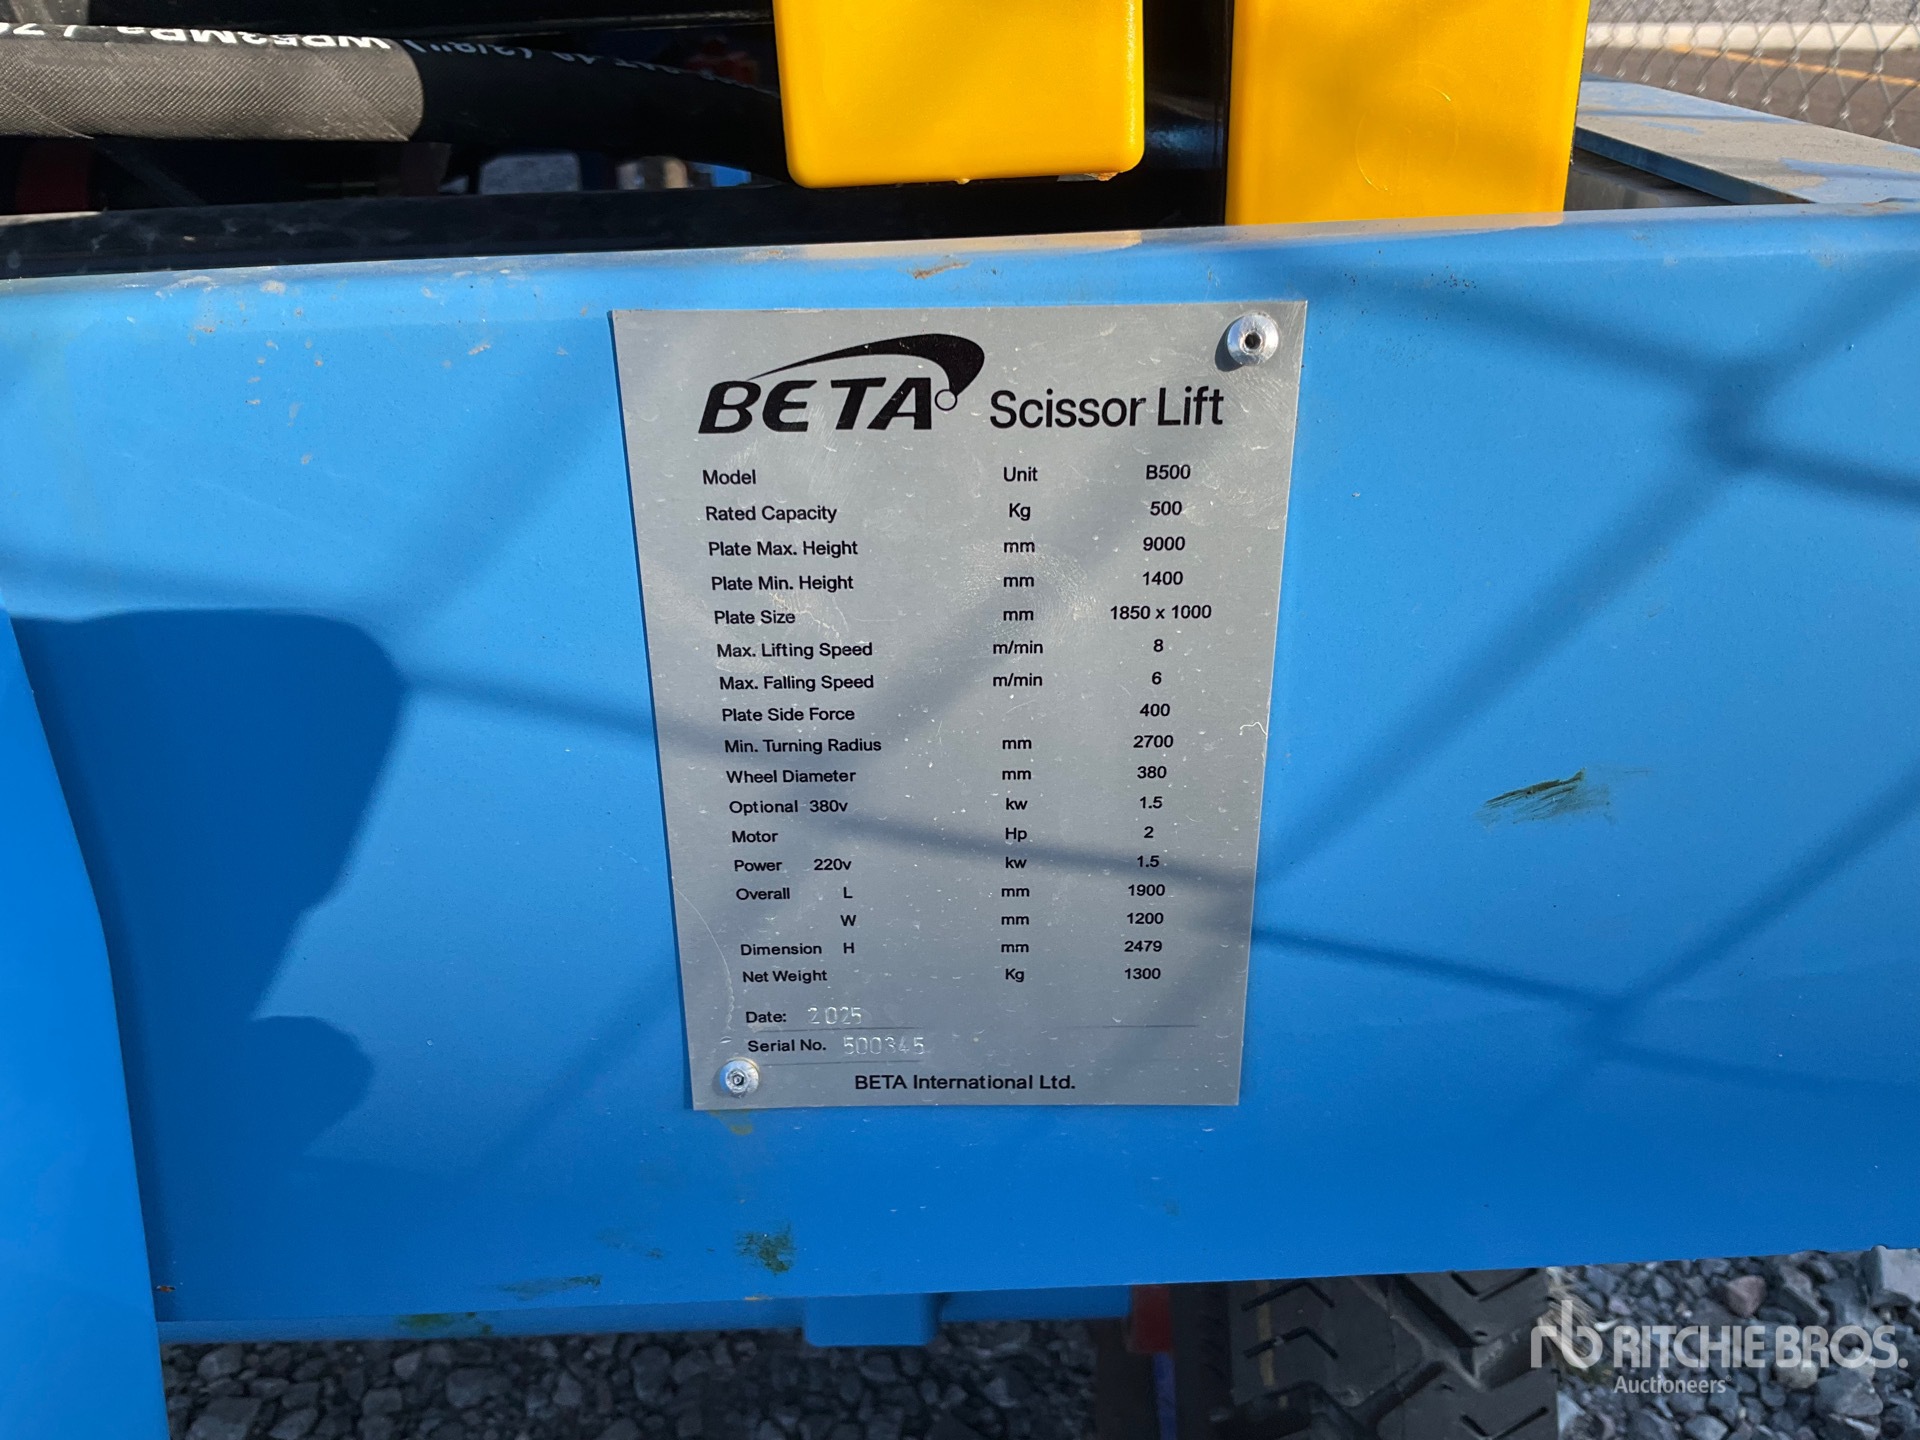 WP53MPa / 7
BETA Scissor Lift
Model Unit B500
Rated Capacity Kg 500
Plate Max. Height mm 9000
Plate Min. Height mm 1400
Plate Size mm 1850 x 1000
Max. Lifting Speed m/min 8
Max. Falling Speed m/min 6
Plate Side Force 400
Min. Turning Radius mm 2700
Wheel Diameter mm 380
Optional 380v kw 1.5
Motor Hp 2
Power 220v kw 1.5
Overall L mm 1900
W mm 1200
Dimension H mm 2479
Net Weight Kg 1300
Date: 2025
Serial No. 500345
BETA International Ltd.
rb RITCHIE BROS.
Auctioneers